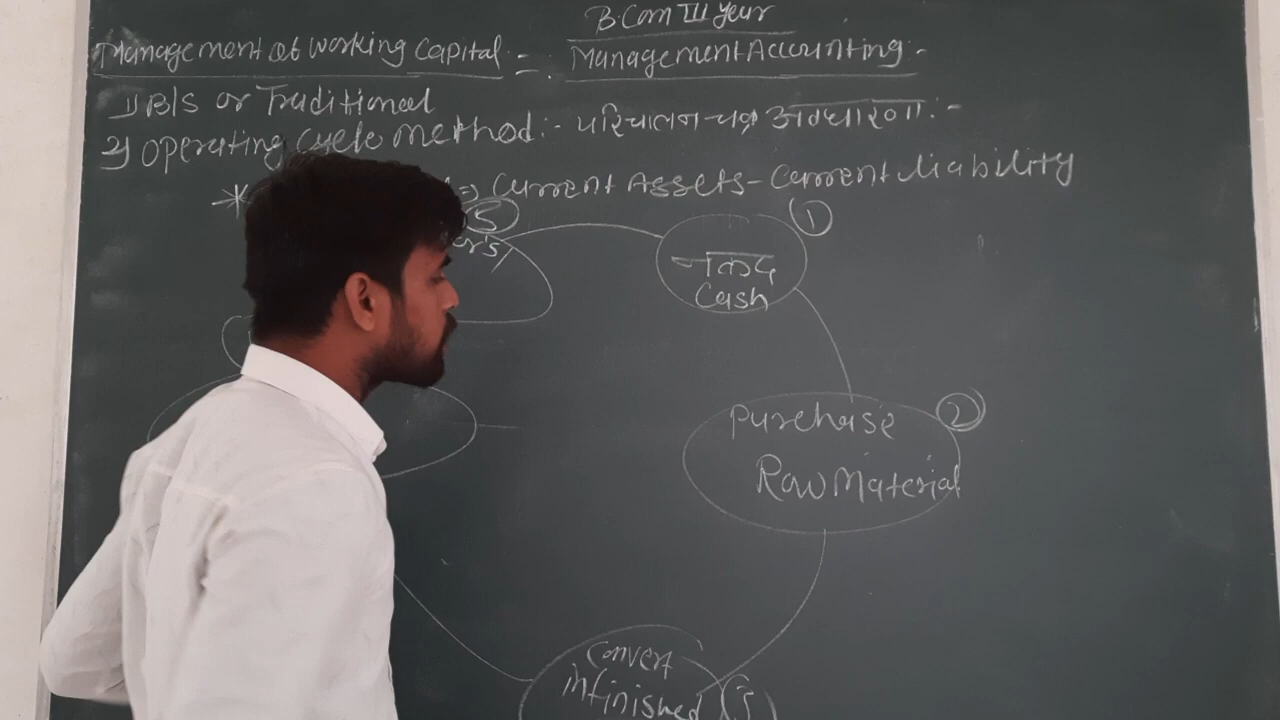 B.Com III Year
Management of working Capital :- Management Accounting :-
1) B/S or Traditional
2) Operating Cycle method:- परिचालन चक्र अवधारणा:-
* => Current Assets - Current liability
5
1
नकद
Cash
2
Purchase
Raw Material
Convert
in finished
3